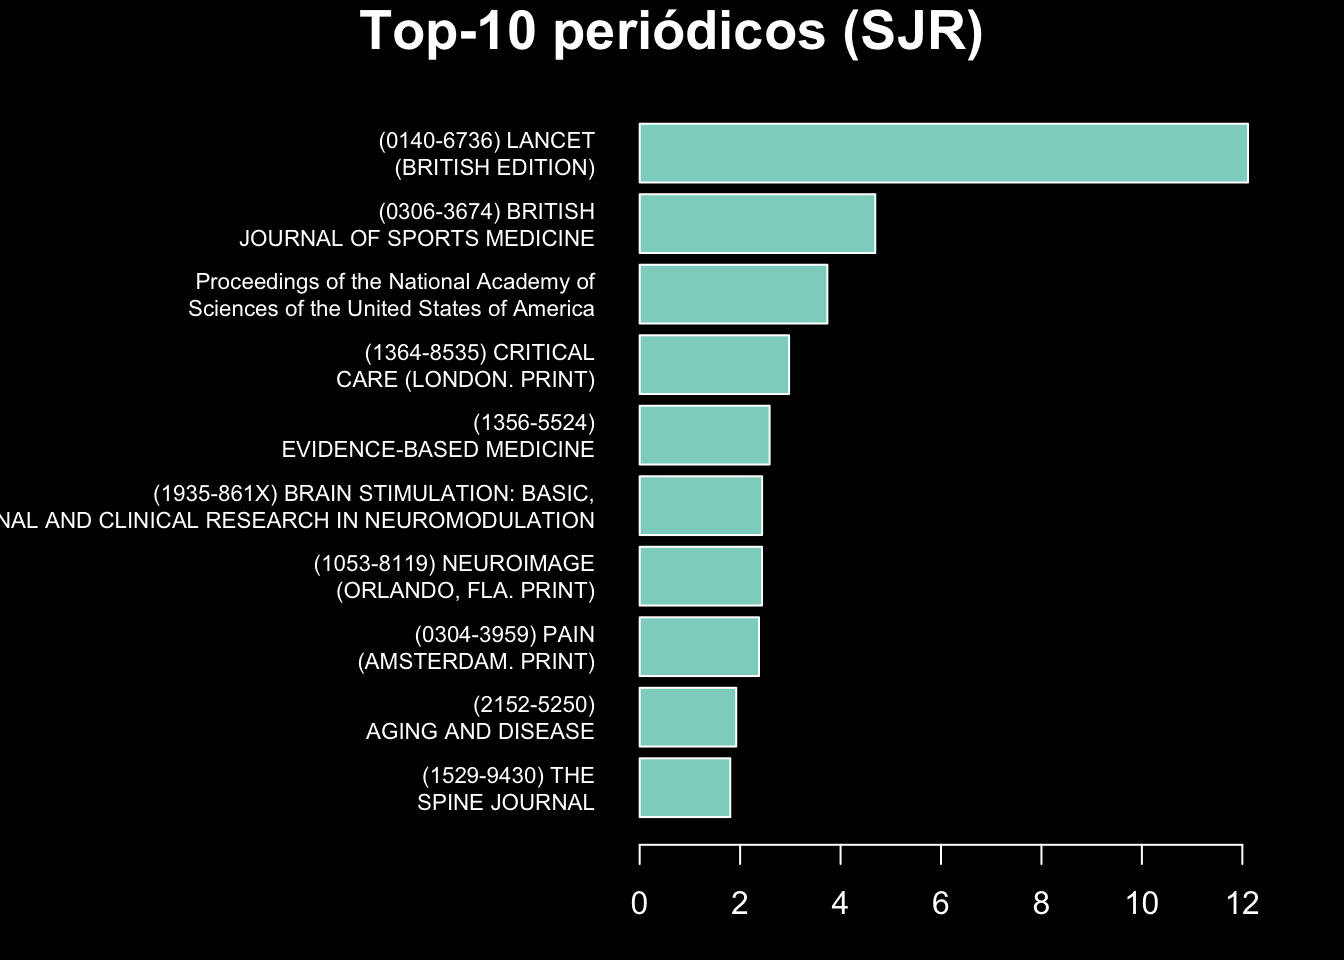 Top-10 periódicos (SJR)
(0140-6736) LANCET
(BRITISH EDITION)
(0306-3674) BRITISH
JOURNAL OF SPORTS MEDICINE
Proceedings of the National Academy of
Sciences of the United States of America
(1364-8535) CRITICAL
CARE (LONDON. PRINT)
(1356-5524)
EVIDENCE-BASED MEDICINE
(1935-861X) BRAIN STIMULATION: BASIC,
AND CLINICAL RESEARCH IN NEUROMODULATION
(1053-8119) NEUROIMAGE
(ORLANDO, FLA. PRINT)
(0304-3959) PAIN
(AMSTERDAM. PRINT)
(2152-5250)
AGING AND DISEASE
(1529-9430) THE
SPINE JOURNAL
0 2 4 6 8 10 12